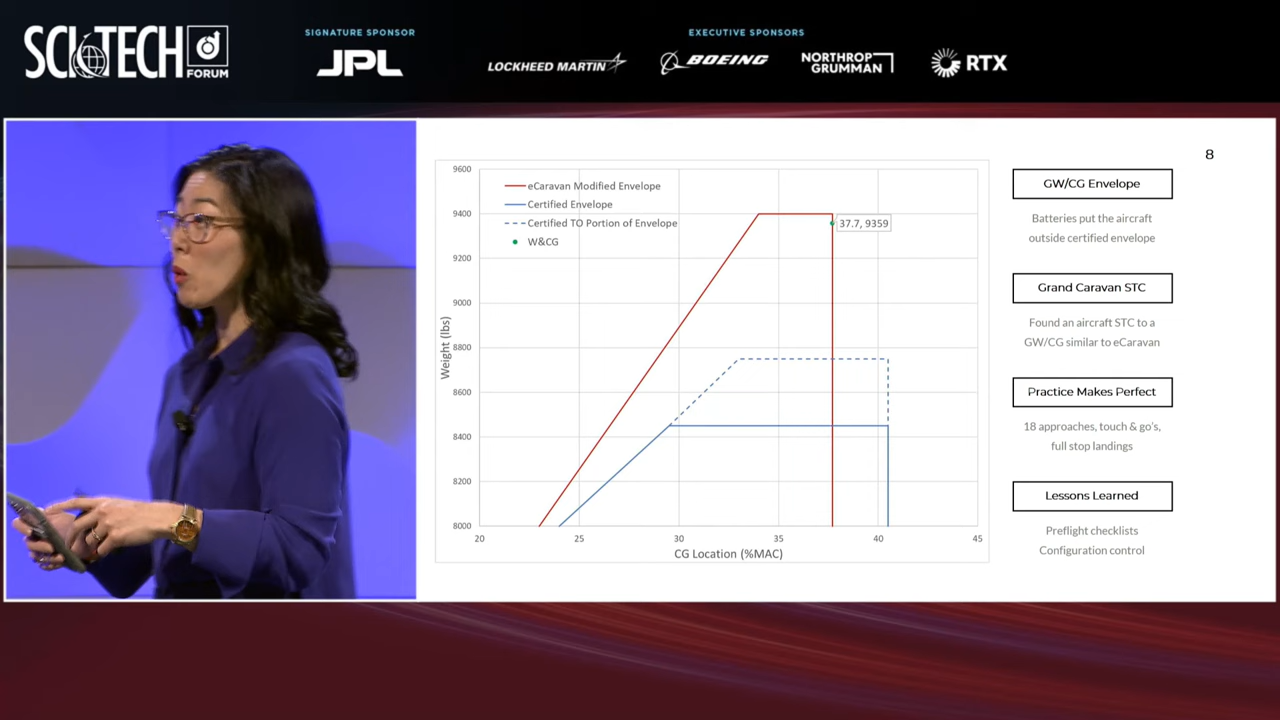 SCITECH
FORUM
SIGNATURE SPONSOR
JPL
EXECUTIVE SPONSORS
LOCKHEED MARTIN
BOEING
NORTHROP
GRUMMAN
RTX
8
9600
9400
9200
9000
8800
8600
8400
8200
8000
Weight (lbs)
eCaravan Modified Envelope
Certified Envelope
Certified TO Portion of Envelope
W&CG
37.7, 9359
20
25
30
35
40
45
CG Location (%MAC)
GW/CG Envelope
Batteries put the aircraft
outside certified envelope
Grand Caravan STC
Found an aircraft STC to a
GW/CG similar to eCaravan
Practice Makes Perfect
18 approaches, touch & go's,
full stop landings
Lessons Learned
Preflight checklists
Configuration control